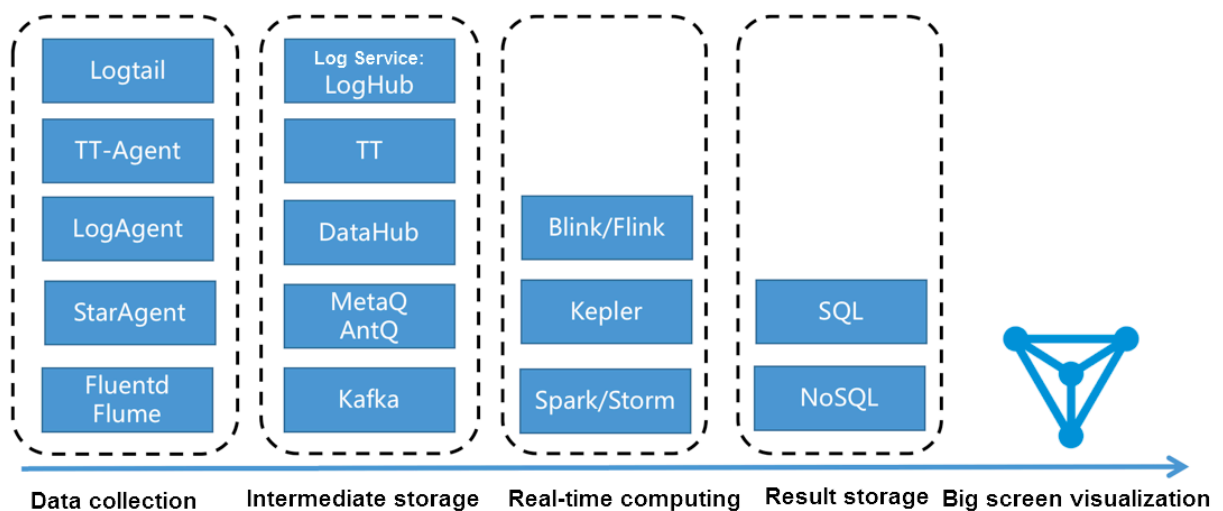 Logtail
TT-Agent
LogAgent
StarAgent
Fluentd
Flume
Log Service:
LogHub
TT
DataHub
MetaQ
AntQ
Kafka
Blink/Flink
Kepler
Spark/Storm
SQL
NoSQL
Data collection
Intermediate storage
Real-time computing
Result storage
Big screen visualization